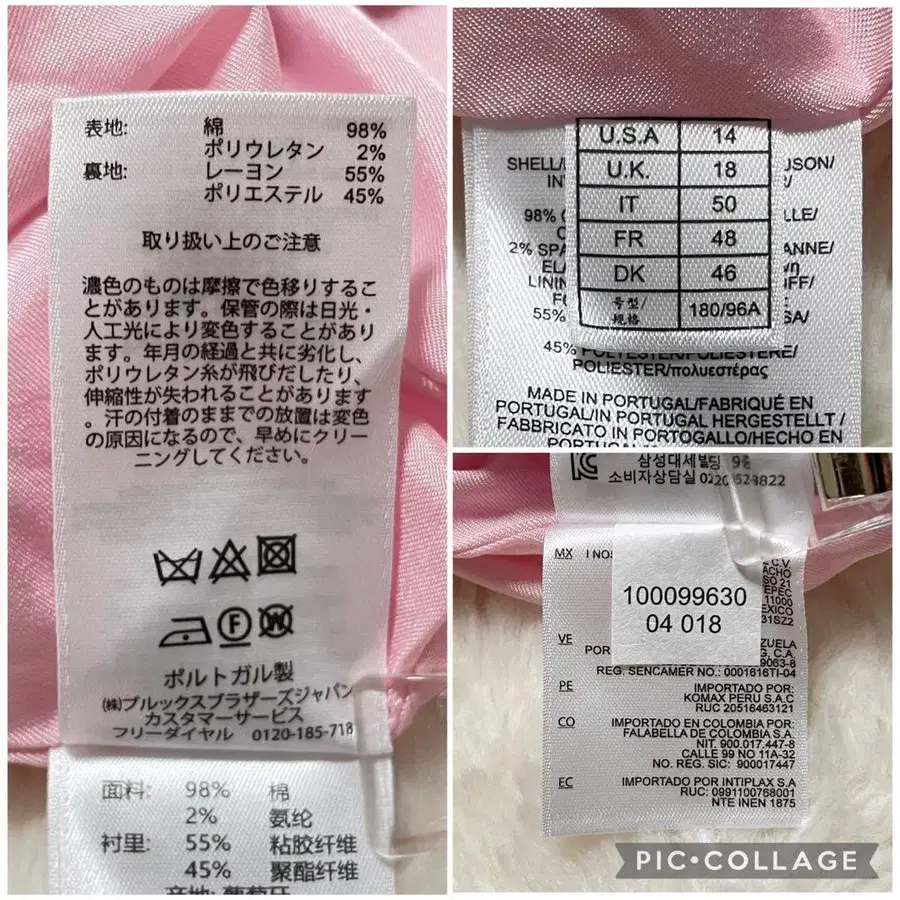 表地: 綿 98%
ポリウレタン 2%
裏地: レーヨン 55%
ポリエステル 45%
取り扱い上のご注意
濃色のものは摩擦で色移りするこ
とがあります。保管の際は日光・
人工光により変色することがあり
ます。年月の経過と共に劣化し、
ポリウレタン糸が飛びだしたり、
伸縮性が失われることがあります
。汗の付着のままでの放置は変色
の原因になるので、早めにクリー
ニングしてください。
ポルトガル製
㈱ブルックスブラザーズジャパン
カスタマーサービス
フリーダイヤル 0120-185-718
面料: 98% 棉
2% 氨纶
衬里: 55% 粘胶纤维
45% 聚酯纤维
产地: 葡萄牙
U.S.A 14
U.K. 18
IT 50
FR 48
DK 46
号型/规格 180/96A
SHELL/
98%
2% SPA
LININ
55%
45% POLYESTER/POLIESTERE/
POLIESTER/πολυεστέρας
MADE IN PORTUGAL/FABRIQUÉ EN
PORTUGAL/IN PORTUGAL HERGESTELLT /
FABBRICATO IN PORTOGALLO/HECHO EN
삼성대세빌딩 9층
소비자상담실
MX
100099630
04 018
VE
POR
REG. SENCAMER NO.: 0001616TI-04
PE IMPORTADO POR:
KOMAX PERU S.A.C
RUC 20516463121
CO IMPORTADO EN COLOMBIA POR:
FALABELLA DE COLOMBIA S.A.
NIT. 900.017.447-8
CALLE 99 NO 11A-32
NO. REG. SIC: 900017447
EC IMPORTADO POR INTIPLAX S.A
RUC: 0991100768001
NTE INEN 1875
PIC•COLLAGE